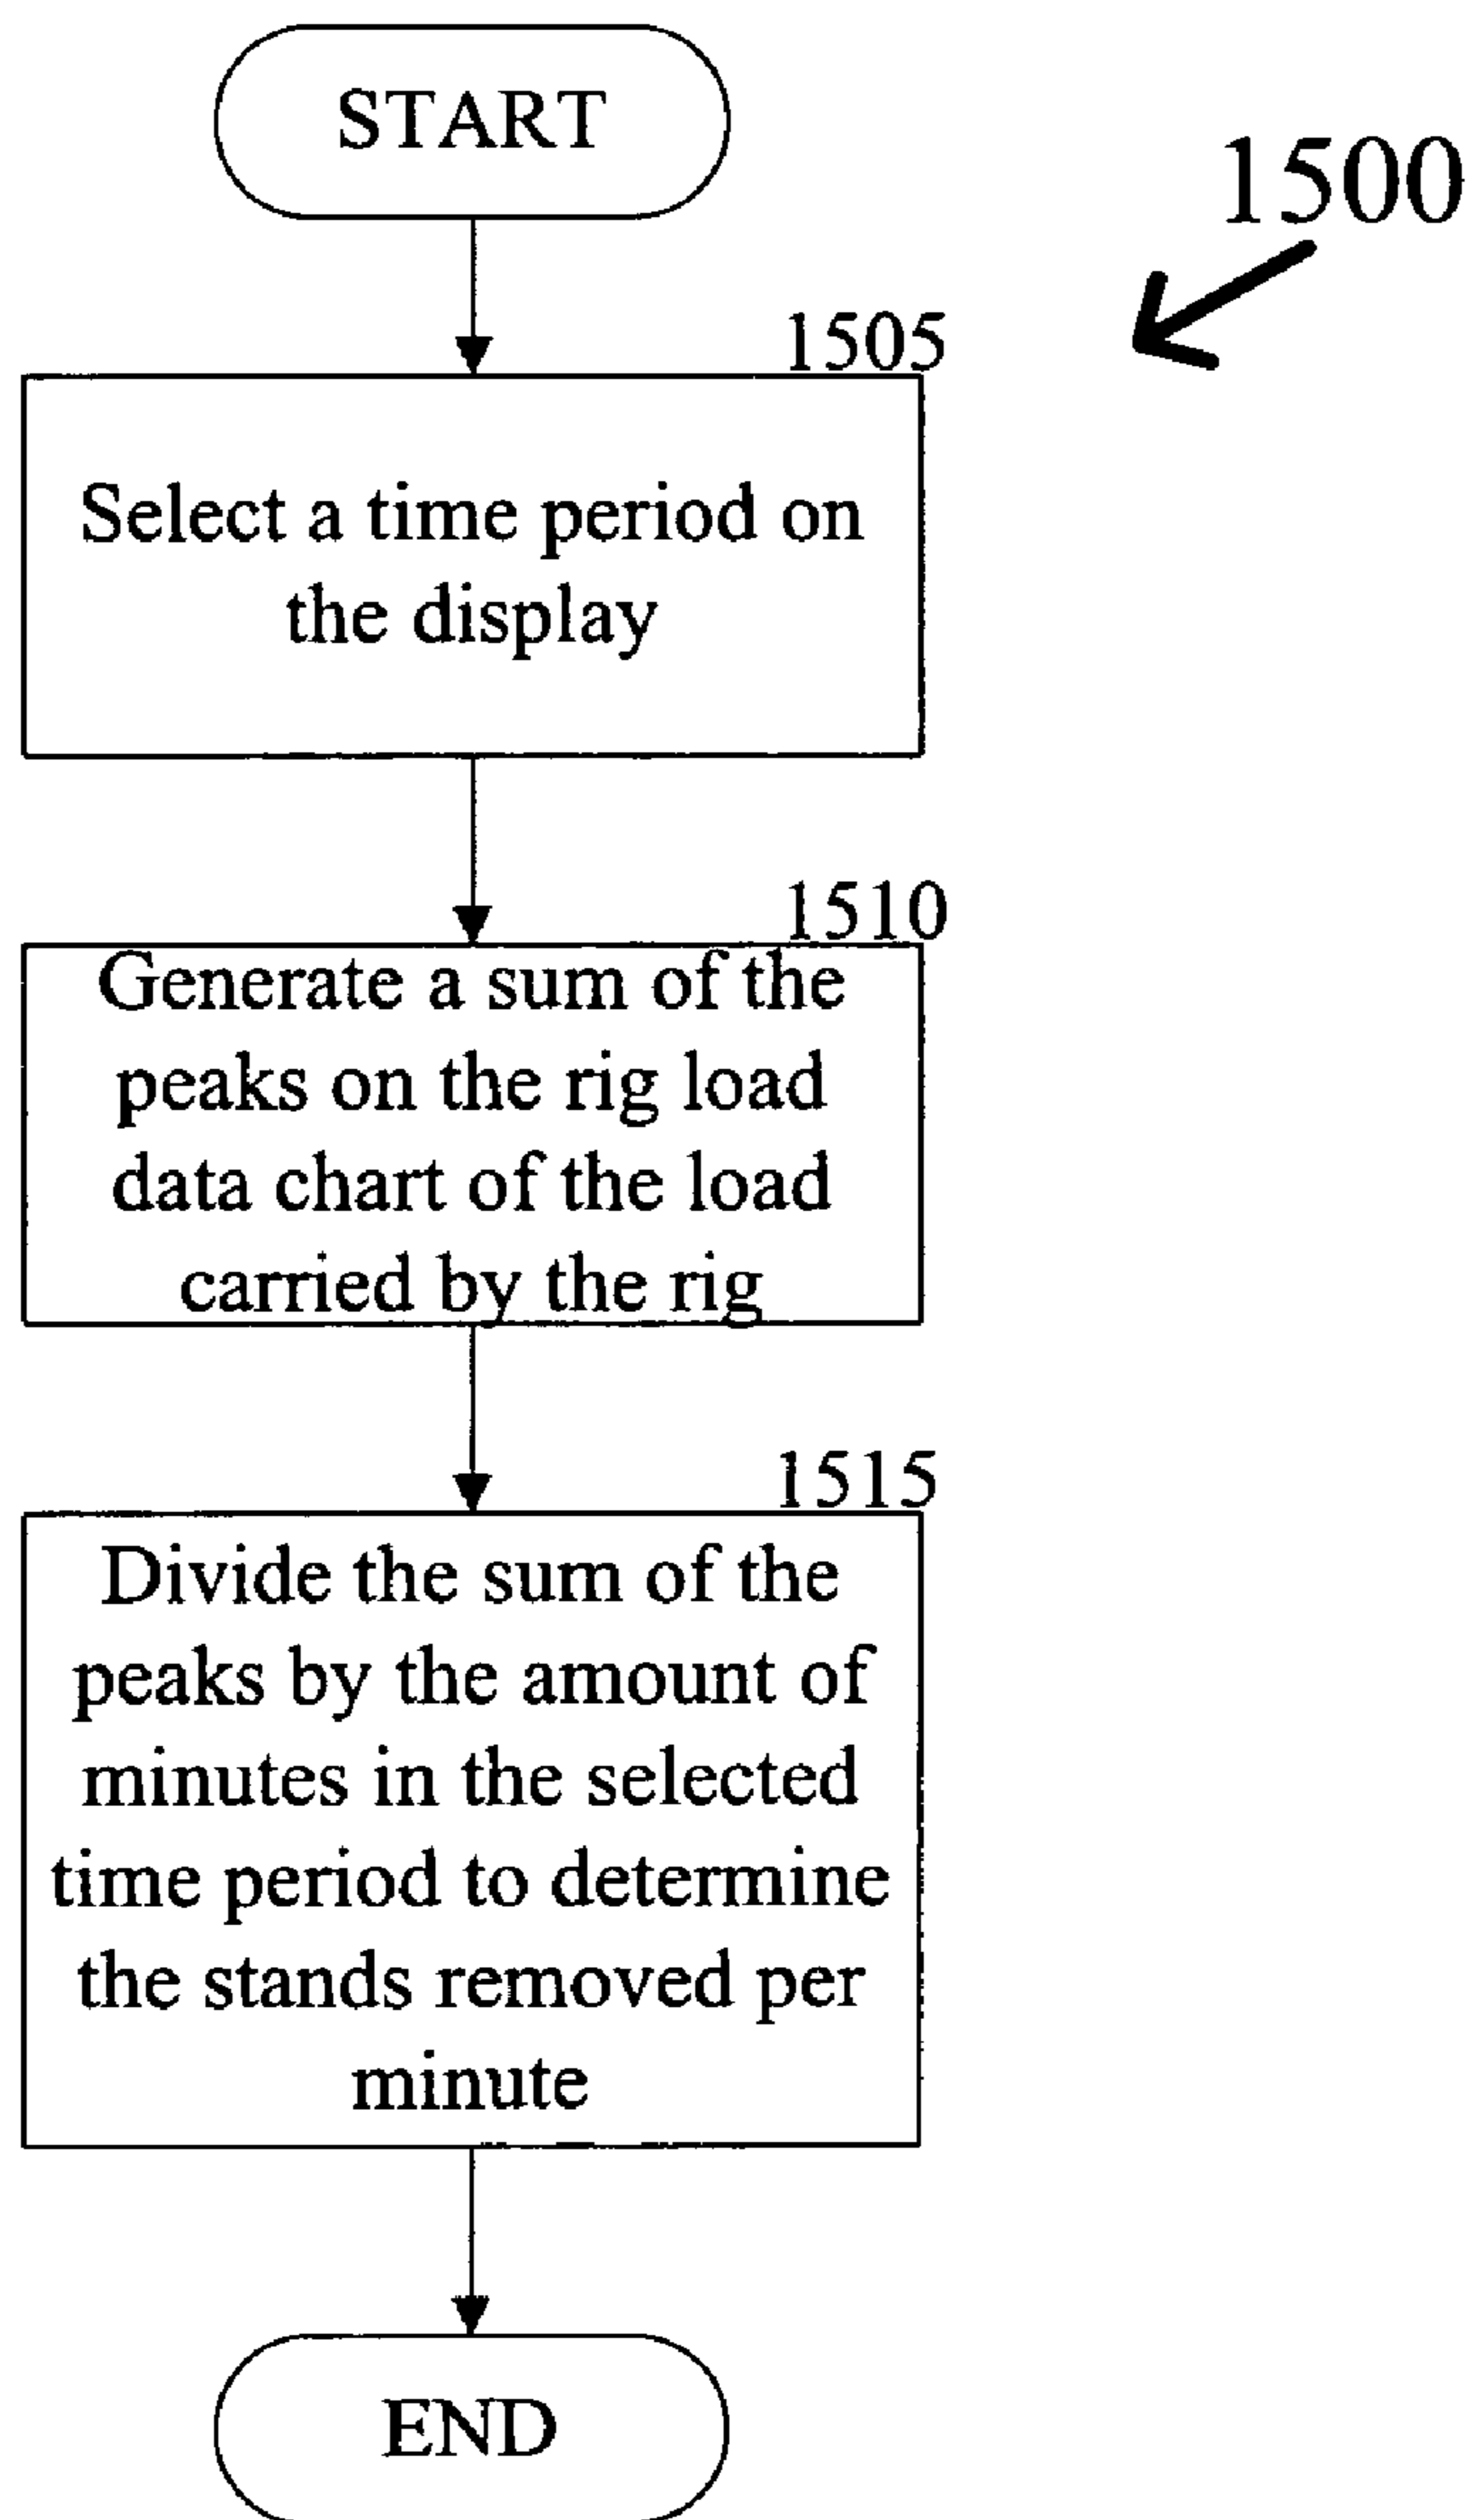 START
1500
1505
Select a time period on
the display
1510
Generate a sum of the
peaks on the rig load
data chart of the load
carried by the rig
1515
Divide the sum of the
peaks by the amount of
minutes in the selected
time period to determine
the stands removed per
minute
END